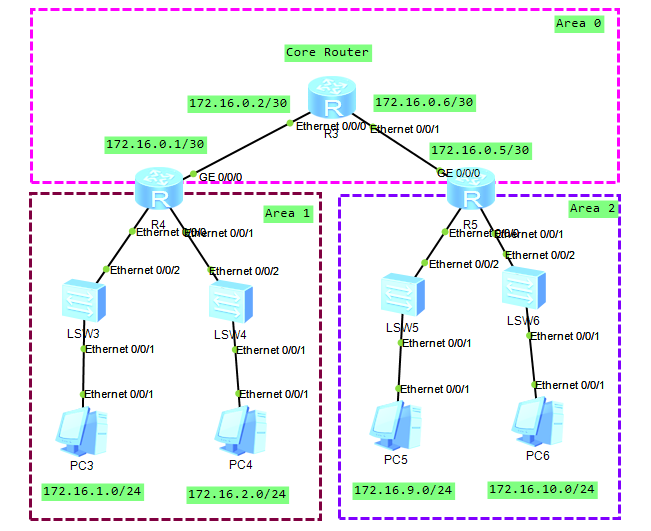 Area 0
Core Router
172.16.0.2/30
172.16.0.6/30
R
Ethernet 0/0/0
Ethernet 0/0/1
R3
172.16.0.1/30
172.16.0.5/30
GE 0/0/0
GE 0/0/0
R
R
Area 1
Area 2
R4
R5
Ethernet 0/0/0
Ethernet 0/0/1
Ethernet 0/0/0
Ethernet 0/0/1
Ethernet 0/0/2
Ethernet 0/0/2
Ethernet 0/0/2
Ethernet 0/0/2
LSW3
LSW4
LSW5
LSW6
Ethernet 0/0/1
Ethernet 0/0/1
Ethernet 0/0/1
Ethernet 0/0/1
Ethernet 0/0/1
Ethernet 0/0/1
Ethernet 0/0/1
Ethernet 0/0/1
PC3
PC4
PC5
PC6
172.16.1.0/24
172.16.2.0/24
172.16.9.0/24
172.16.10.0/24